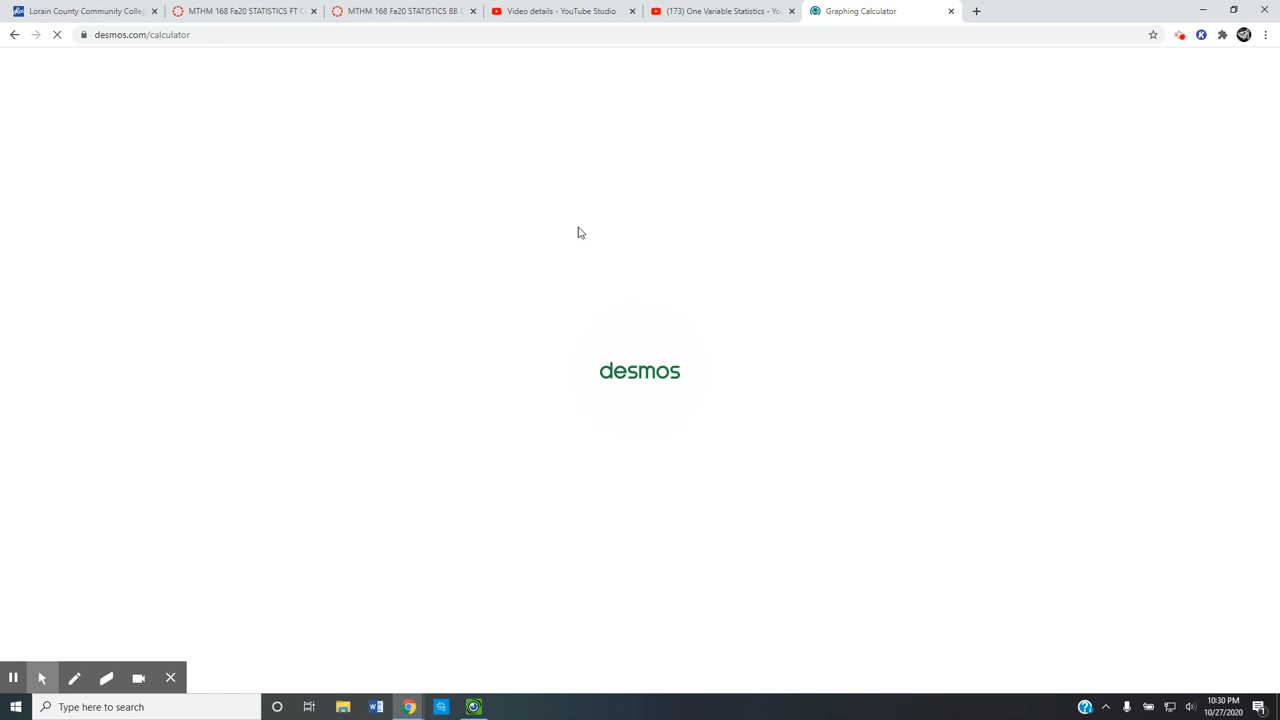 Lorain County Community Colleg
MTHM 168 Fa20 STATISTICS FT C
MTHM 168 Fa20 STATISTICS 8B C
Video details - YouTube Studio
(173) One Variable Statistics - You
Graphing Calculator
desmos.com/calculator
K
desmos
Type here to search
10:30 PM
10/27/2020